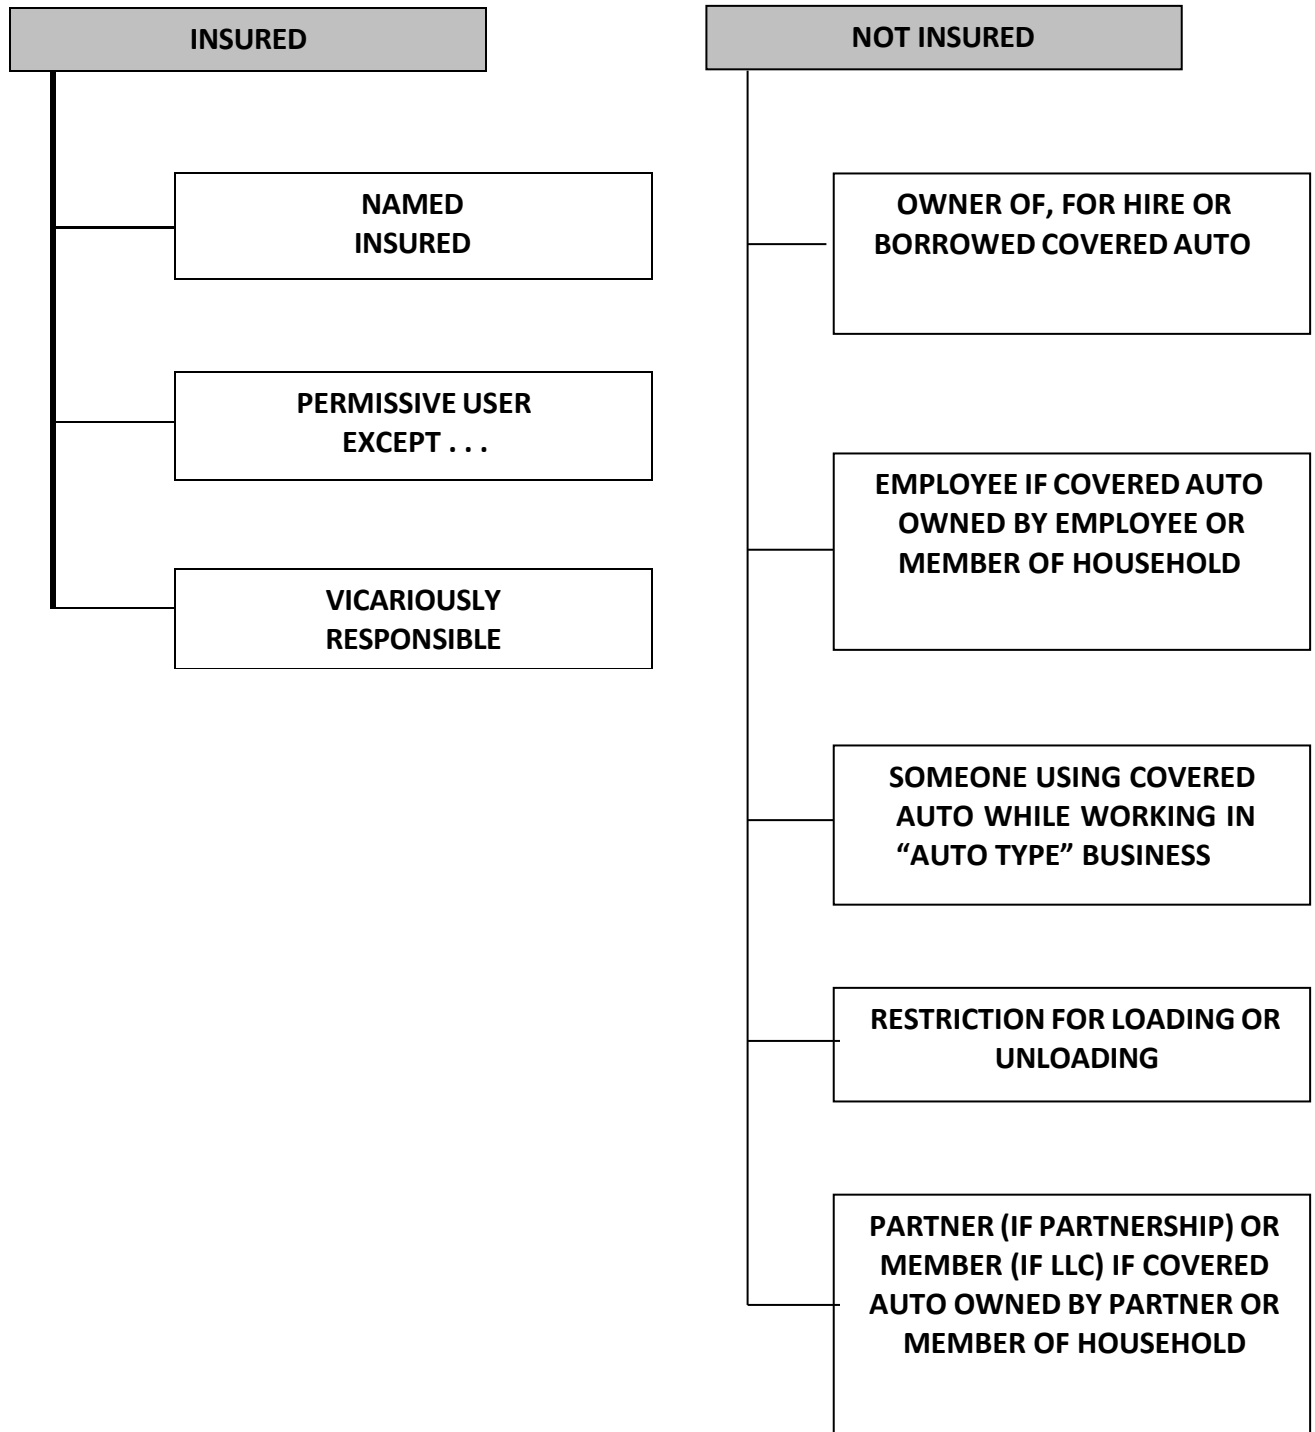 INSURED
NAMED
INSURED
PERMISSIVE USER
EXCEPT . . .
VICARIOUSLY
RESPONSIBLE
NOT INSURED
OWNER OF, FOR HIRE OR
BORROWED COVERED AUTO
EMPLOYEE IF COVERED AUTO
OWNED BY EMPLOYEE OR
MEMBER OF HOUSEHOLD
SOMEONE USING COVERED
AUTO WHILE WORKING IN
“AUTO TYPE” BUSINESS
RESTRICTION FOR LOADING OR
UNLOADING
PARTNER (IF PARTNERSHIP) OR
MEMBER (IF LLC) IF COVERED
AUTO OWNED BY PARTNER OR
MEMBER OF HOUSEHOLD